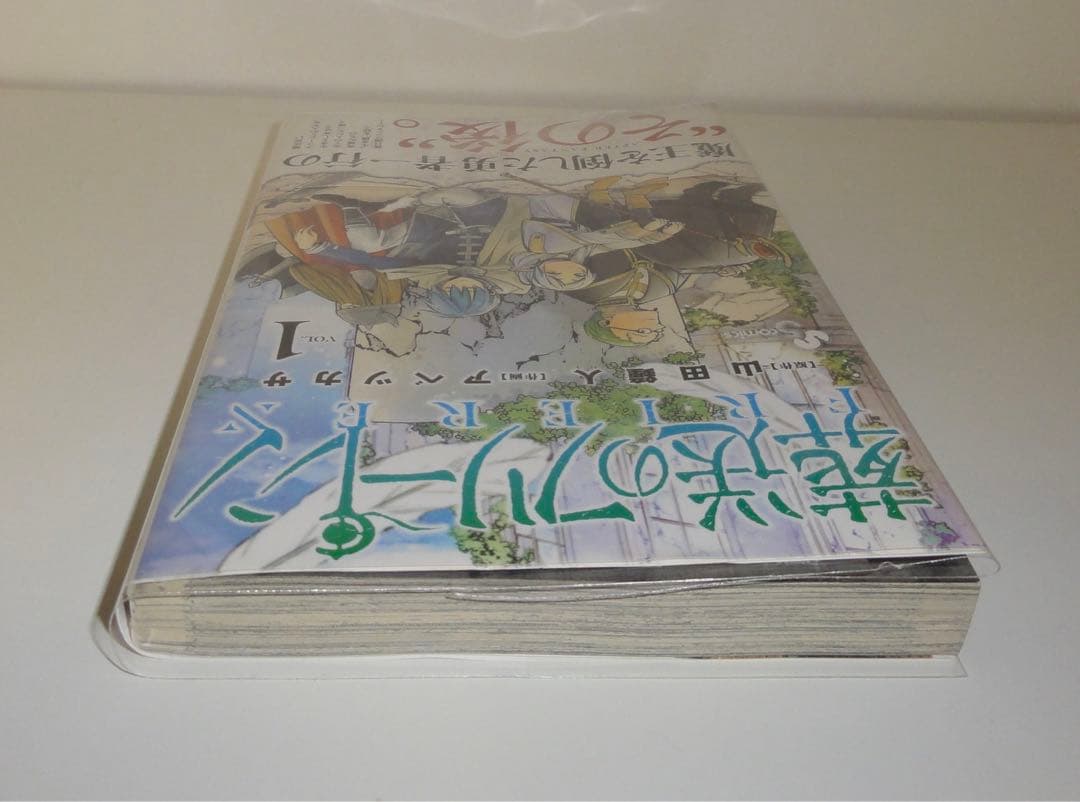 葬送のフリーレン
FRIEREN
[原作]山田鐘人 [作画]アベツカサ
VOL. 1
魔王を倒した勇者一行の
“その後”。